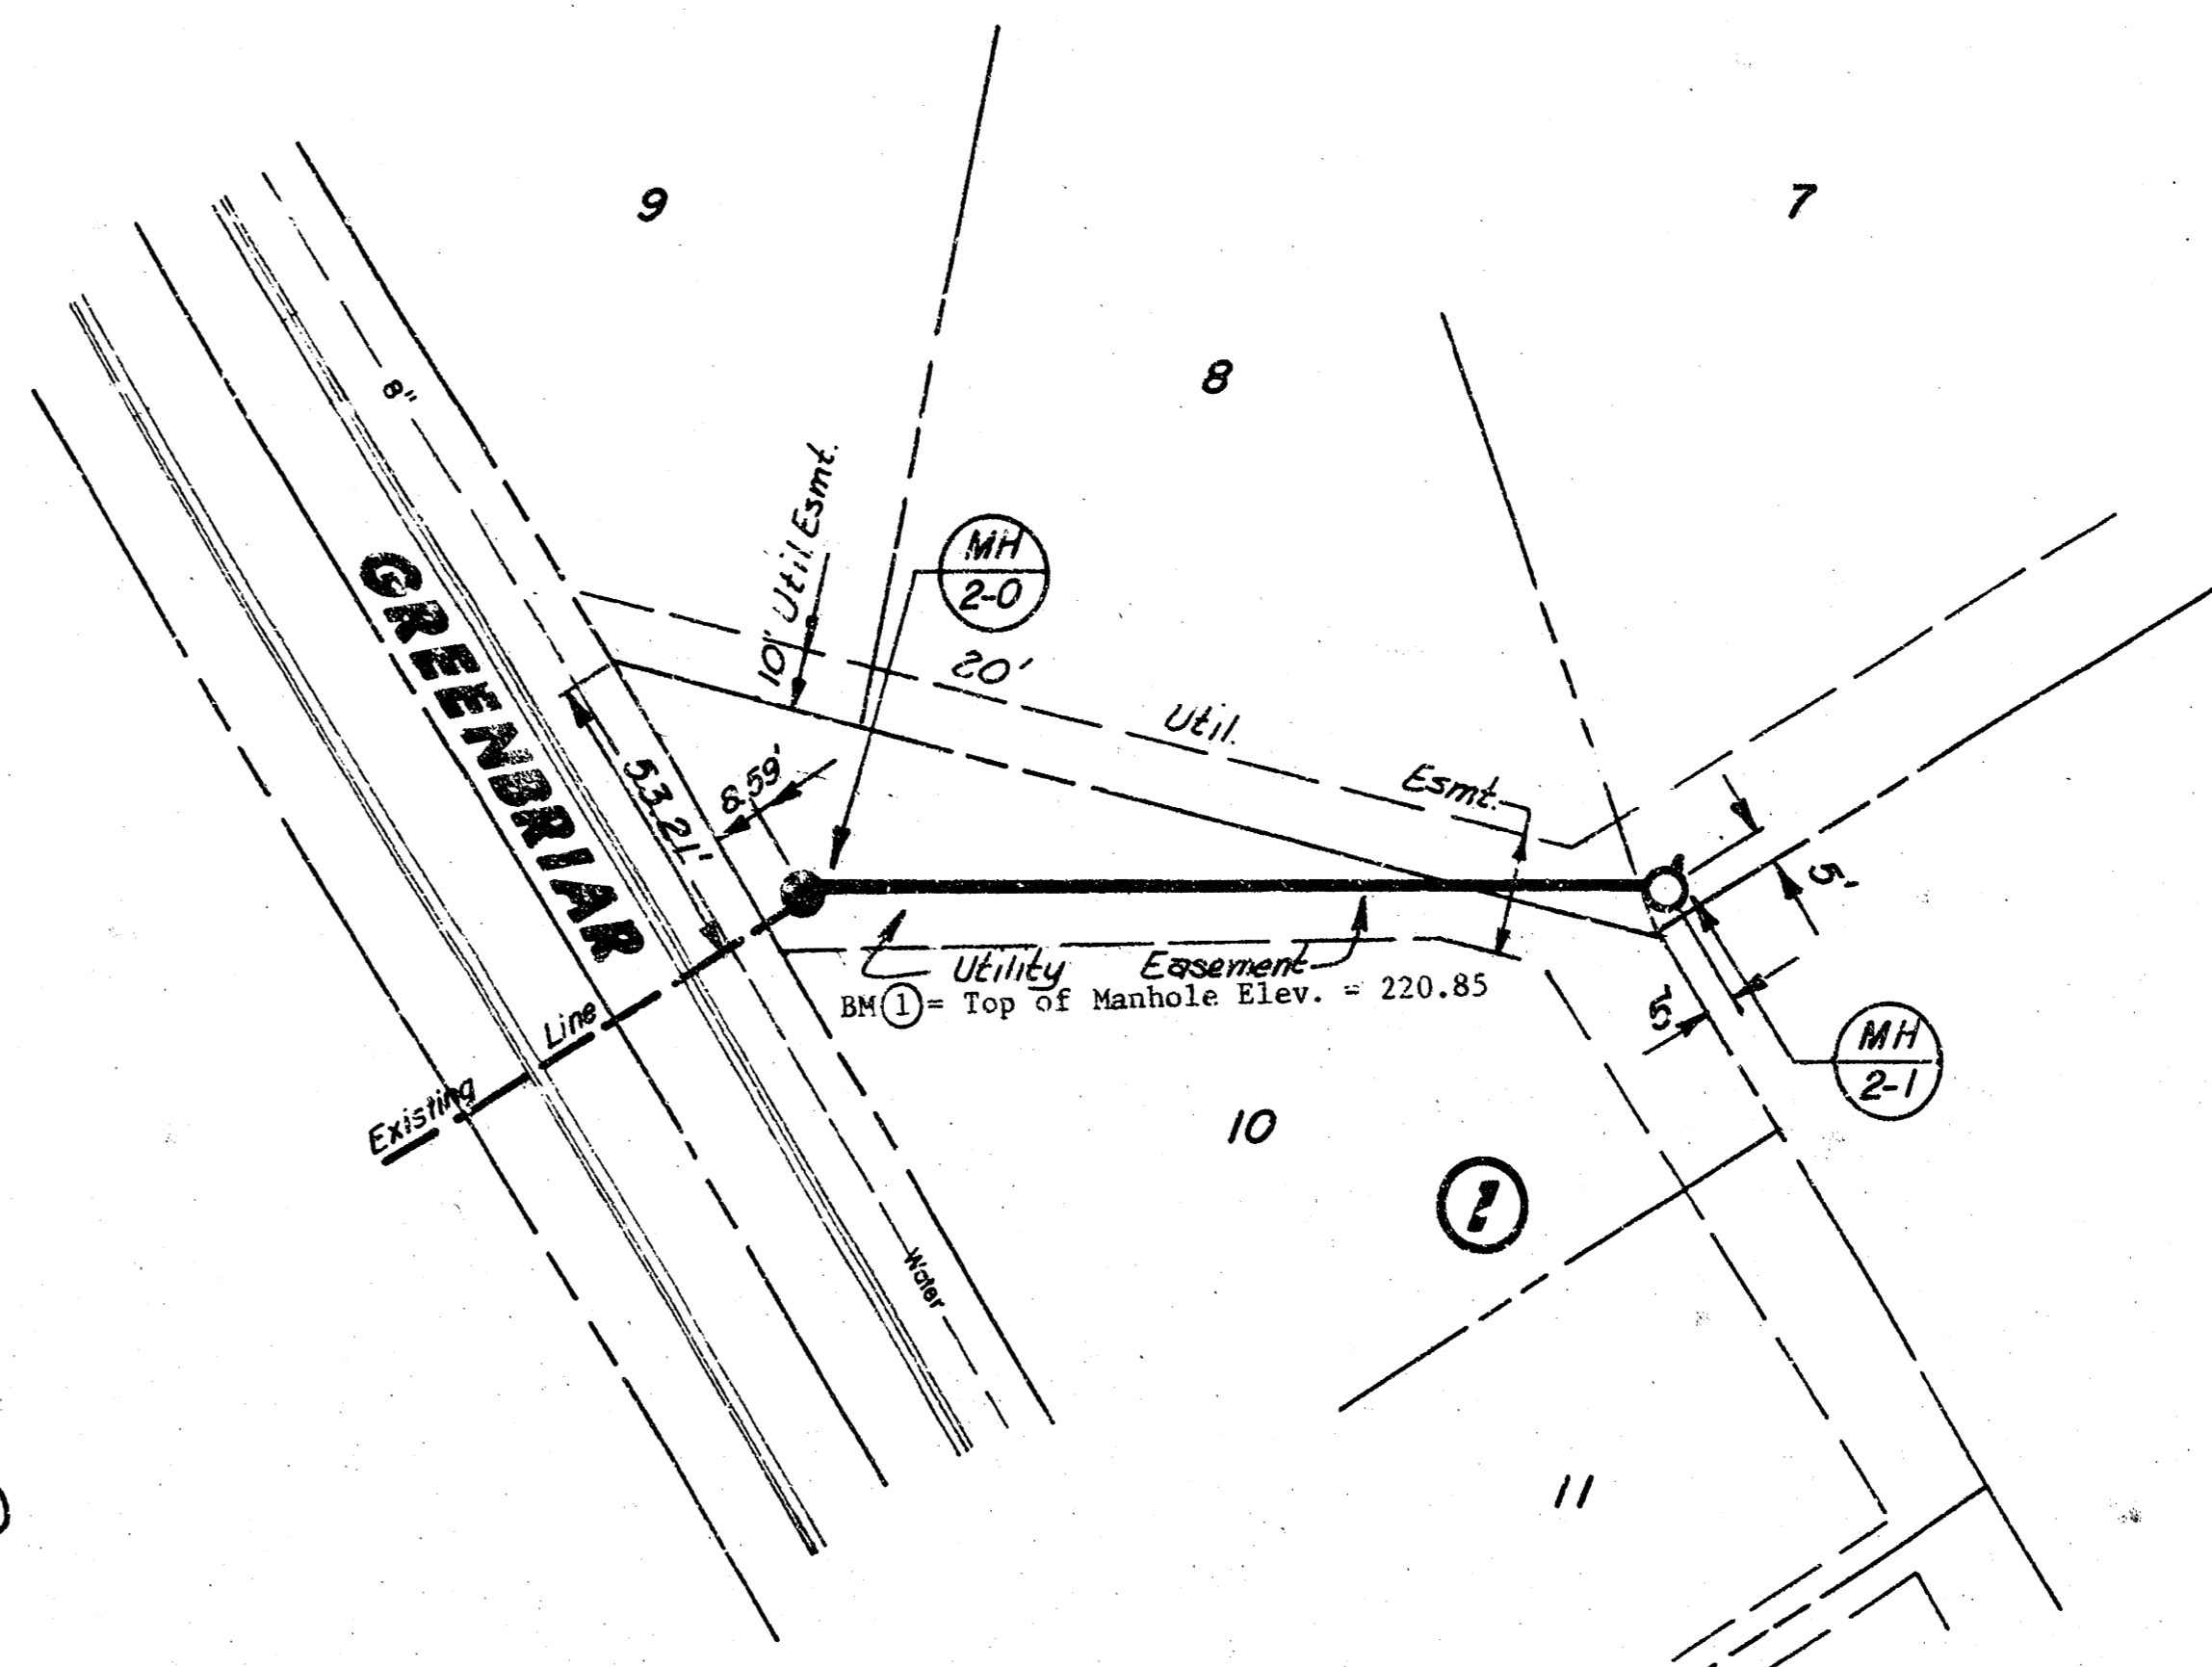 9
7
8
8"
10' Util. Esmt.
MH
2-0
20' Util. Esmt.
GREENBRIAR
53.21'
8.59'
5'
Utility Easement
BM 1 = Top of Manhole Elev. = 220.85
Existing Line
5'
MH
2-1
10
Water
11